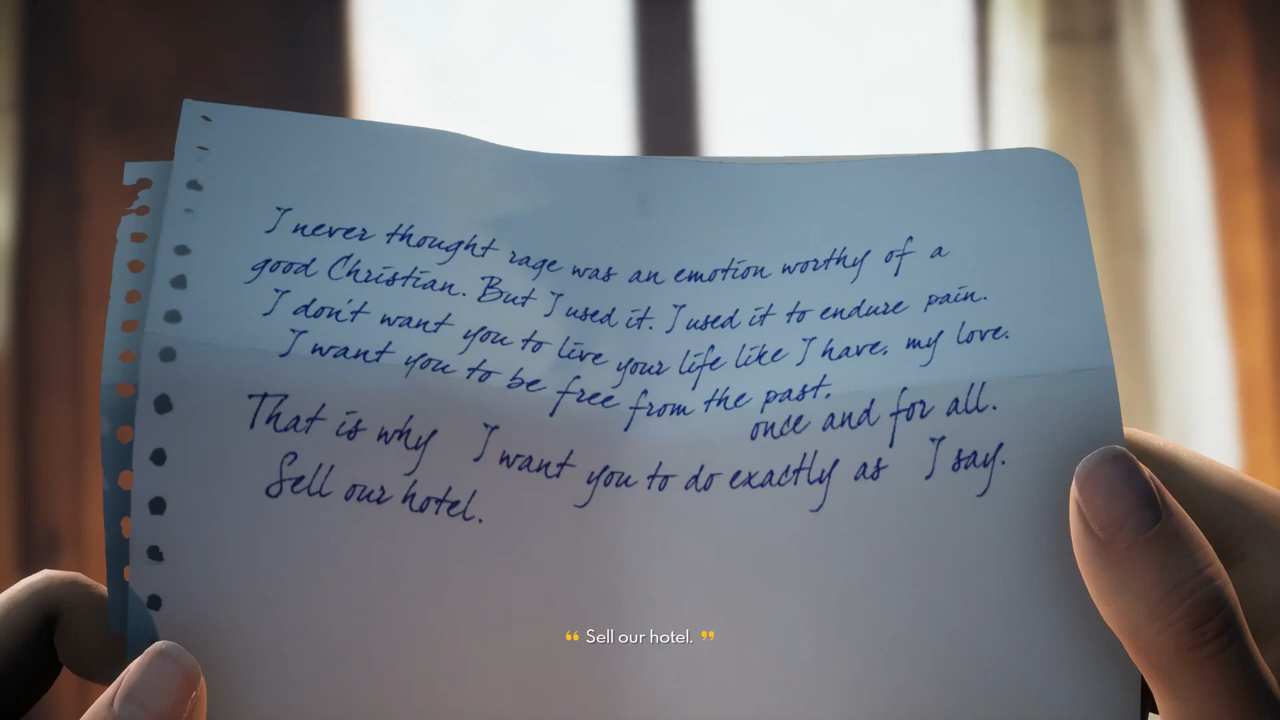 I never thought rage was an emotion worthy of a
good Christian. But I used it. I used it to endure pain.
I don't want you to live your life like I have, my love.
I want you to be free from the past,
once and for all.
That is why I want you to do exactly as I say.
Sell our hotel.
“ Sell our hotel. ”